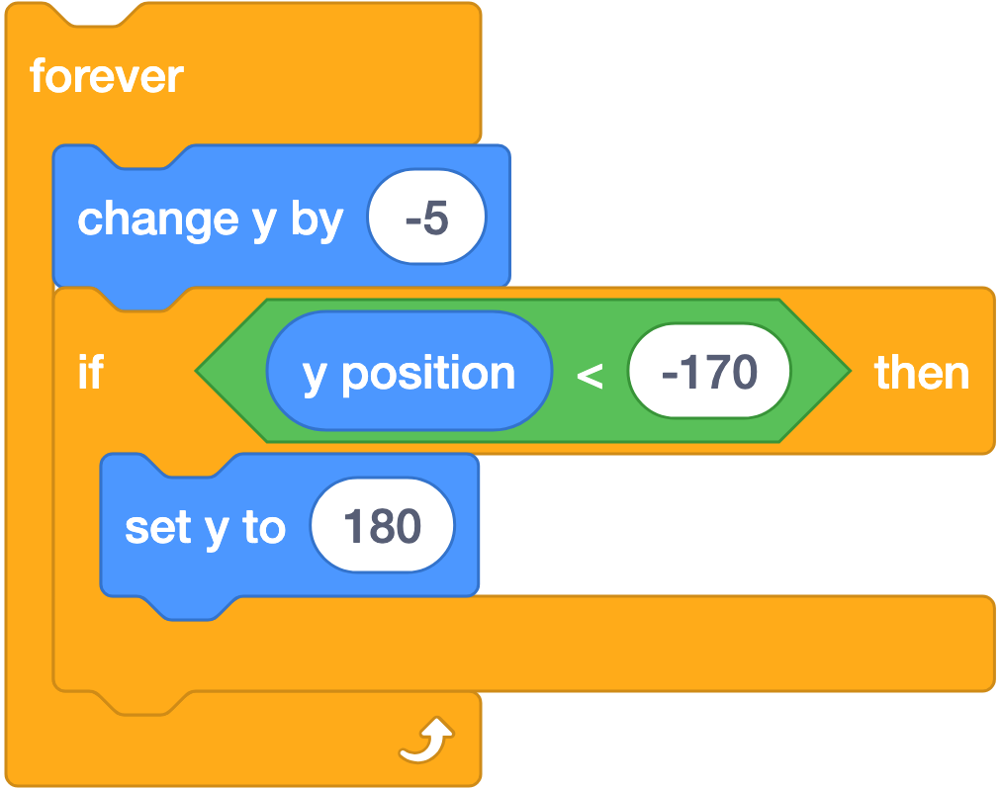 forever
change y by -5
if y position < -170 then
set y to 180